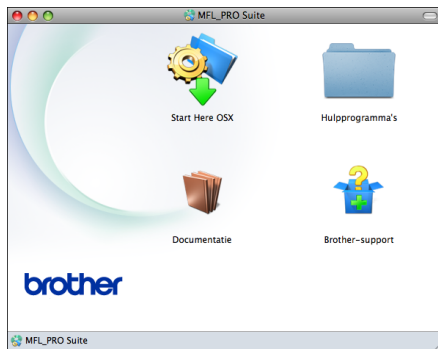 MFL_PRO Suite
Start Here OSX
Hulpprogramma's
Documentatie
Brother-support
brother
MFL_PRO Suite